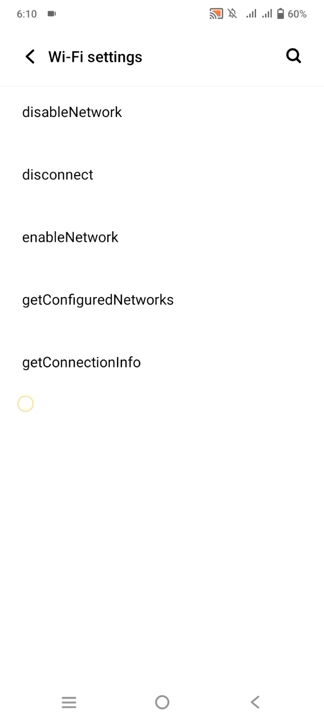 6:10
60%
Wi-Fi settings
disableNetwork
disconnect
enableNetwork
getConfiguredNetworks
getConnectionInfo